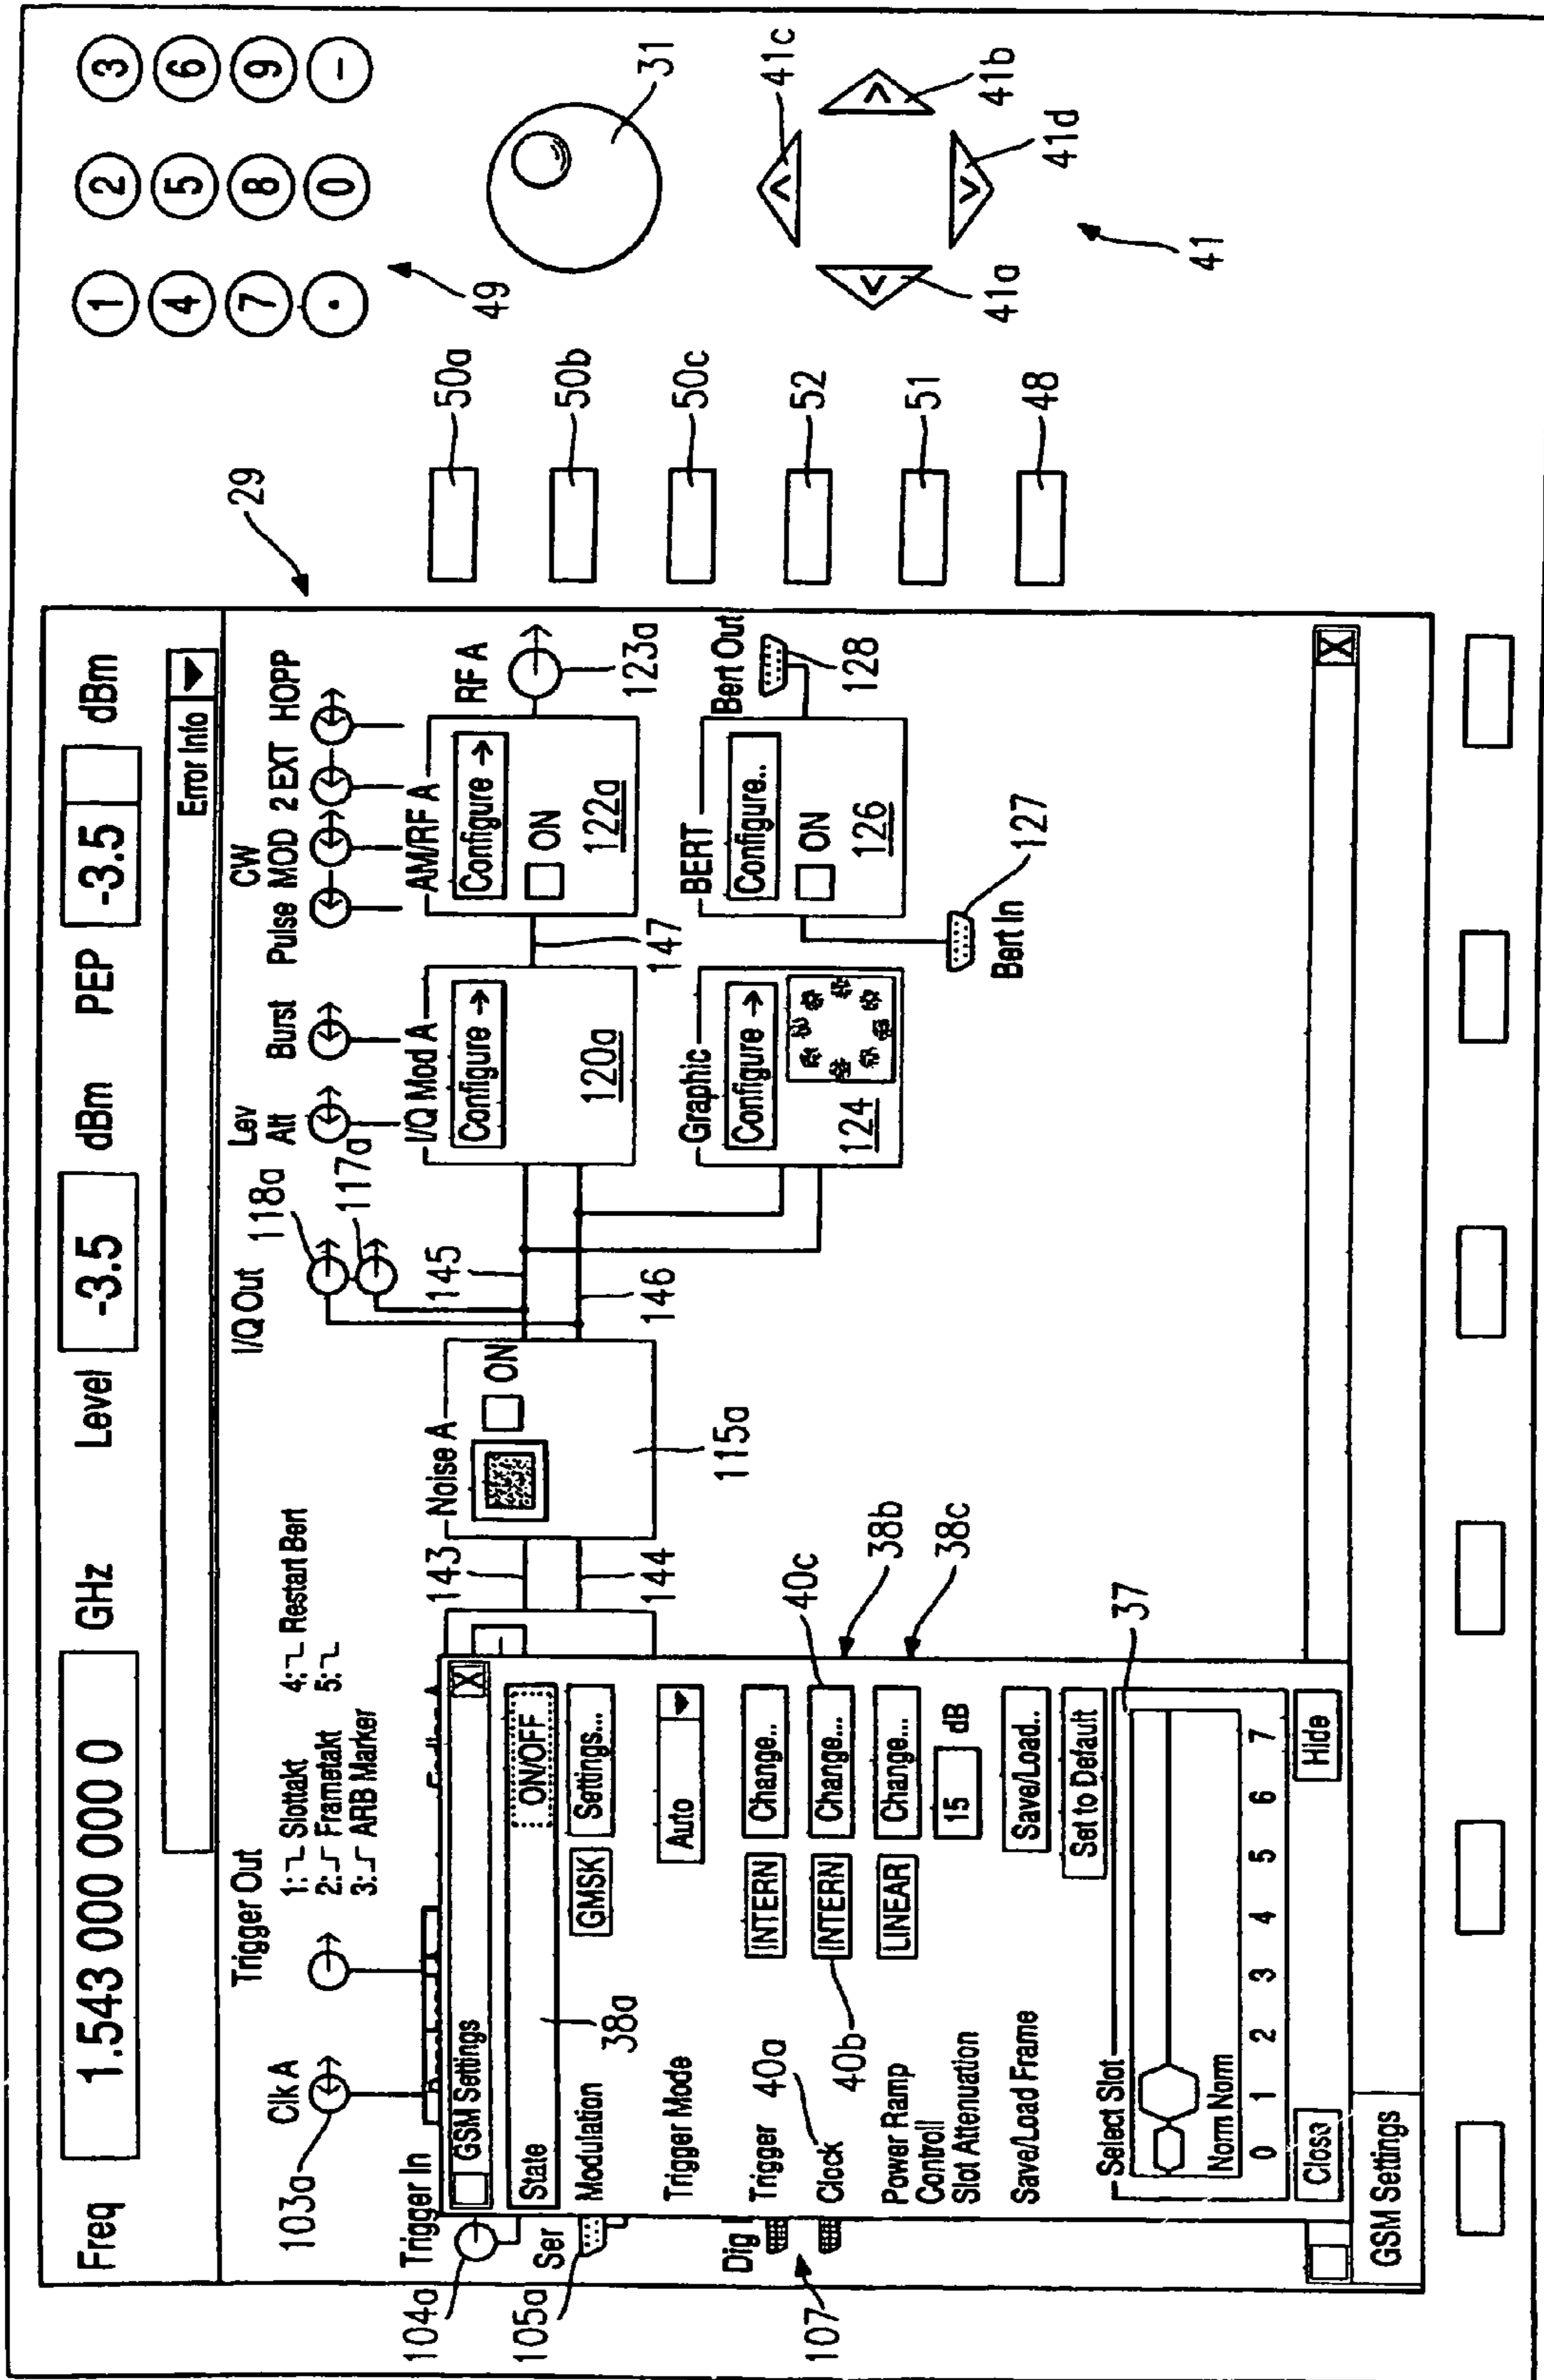 Freq 1.543 000 000 0 GHz Level -3.5 dBm PEP -3.5 dBm
Error Info
29
Clk A
103a
Trigger Out
1: Slottakt
2: Frametakt
3: ARB Marker
4: Restart Bert
5:
I/Q Out
118a
117a
Lev
Att
Burst
CW
Pulse MOD 2 EXT HOPP
Trigger In
104a
Ser
105a
Dig
107
GSM Settings X
State ON/OFF
38a
Modulation GMSK Settings...
Trigger Mode Auto
Trigger INTERN Change..
40a
Clock INTERN Change...
40b
40c
38b
Power Ramp
Controll LINEAR Change...
38c
Slot Attenuation 15 dB
Save/Load Frame Save/Load..
Set to Default
Select Slot
37
Norm Norm
0 1 2 3 4 5 6 7
Close Hide
143
144
Noise A
ON
115a
145
146
I/Q Mod A
Configure →
120a
147
AM/RF A
Configure →
ON
122a
RF A
123a
Graphic
Configure →
124
BERT
Configure..
ON
126
Bert Out
128
127
Bert In
X
GSM Settings
50a
50b
50c
52
51
48
1 2 3
4 5 6
7 8 9
. 0 -
49
31
41c
<
41a
>
41b
41d
41